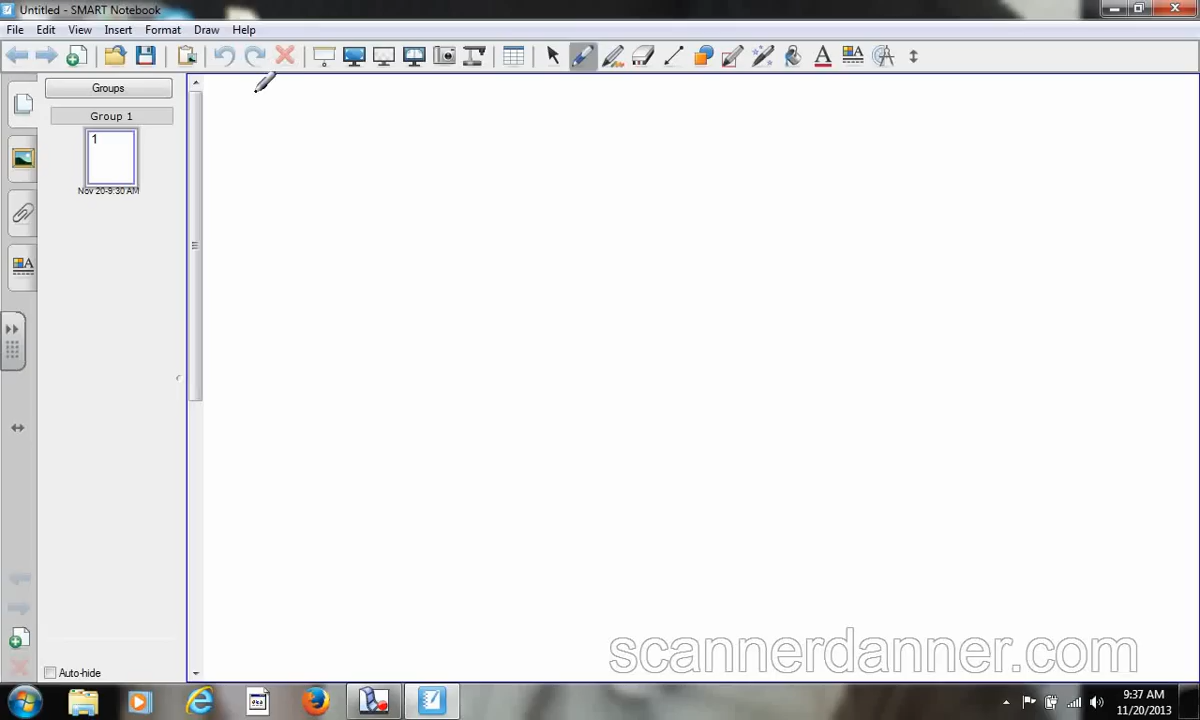 Untitled - SMART Notebook
File Edit View Insert Format Draw Help
Groups
Group 1
1
Nov 20-9:30 AM
Auto-hide
scannerdanner.com
9:37 AM
11/20/2013